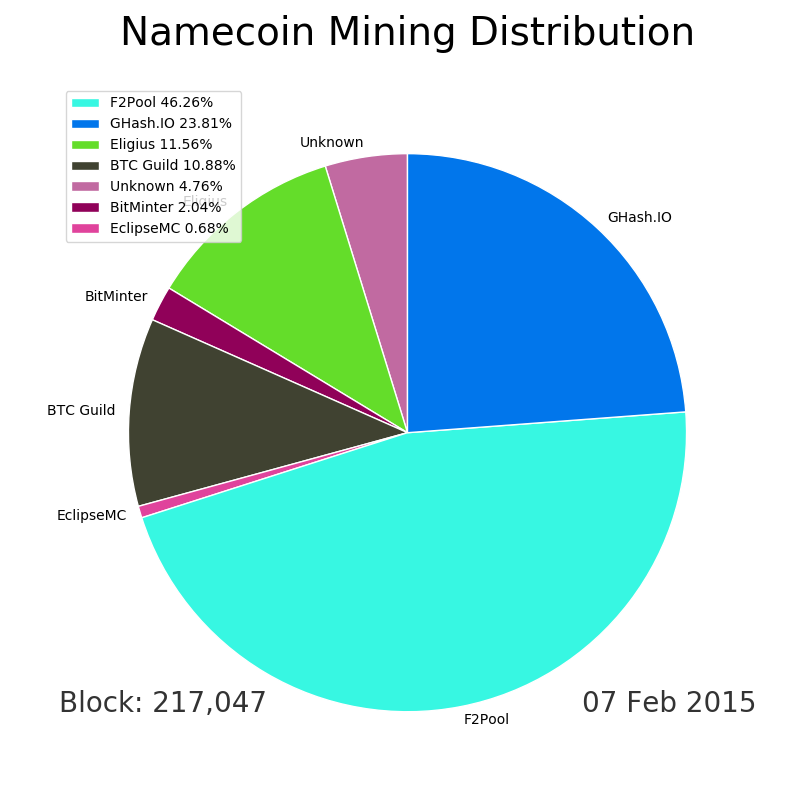 Namecoin Mining Distribution
F2Pool 46.26%
GHash.IO 23.81%
Eligius 11.56%
BTC Guild 10.88%
Unknown 4.76%
BitMinter 2.04%
EclipseMC 0.68%
Unknown
GHash.IO
Eligius
BitMinter
BTC Guild
EclipseMC
F2Pool
Block: 217,047
07 Feb 2015